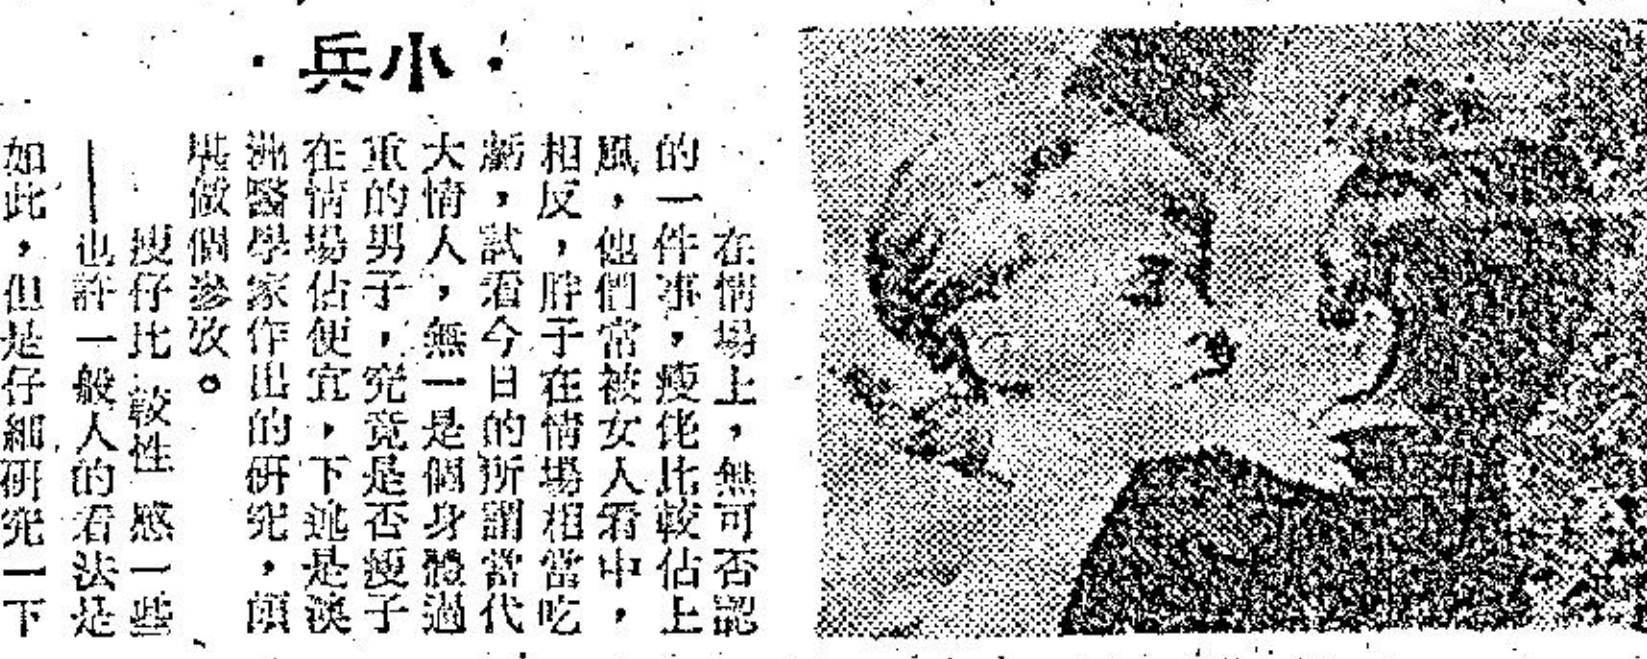 ·小兵·
在情場上，無可否認
的一件事，瘦佬比較佔上
風，他們常被女人看中，
相反，胖子在情場相當吃
虧，試看今日的所謂當代
大情人，無一是個身體過
重的男子，究竟是否瘦子
在情場佔便宜，下述是澳
洲醫學家作出的研究，頗
堪做個參攷。
瘦仔比較性感一些
——也許一般人的看法是
如此，但是仔細研究一下